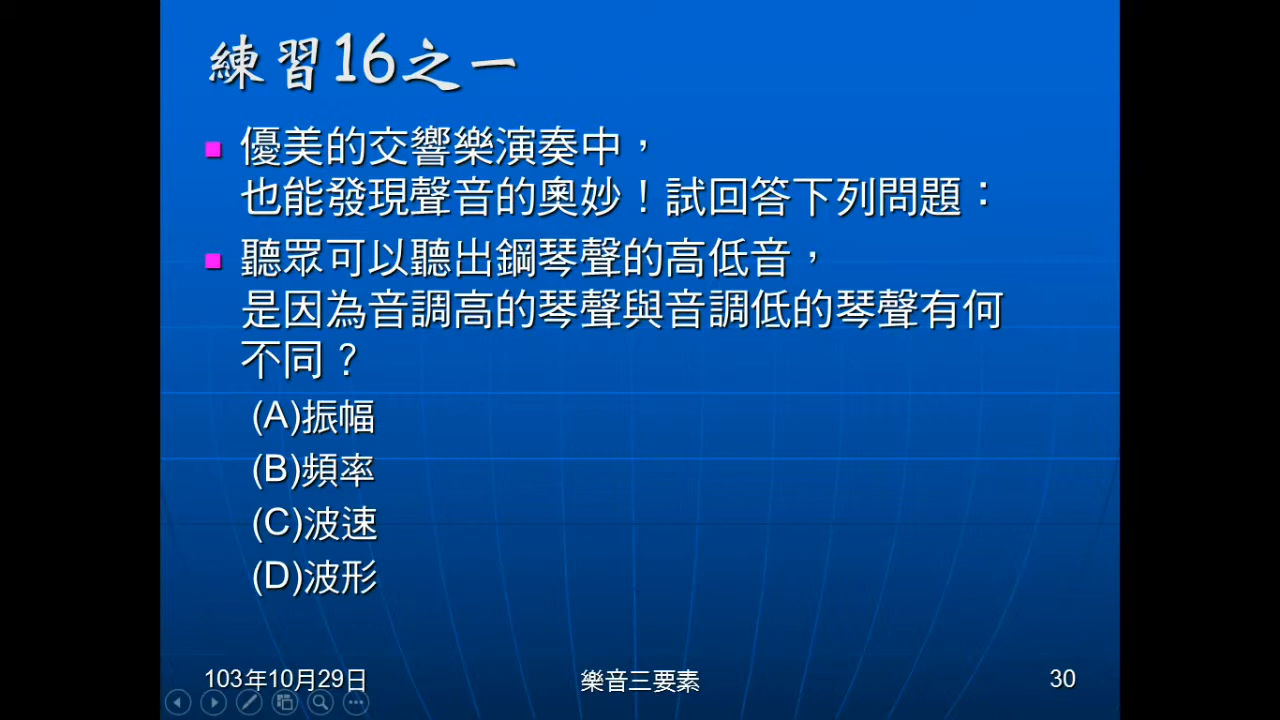 練習16之一
優美的交響樂演奏中，
也能發現聲音的奧妙！試回答下列問題：
聽眾可以聽出鋼琴聲的高低音，
是因為音調高的琴聲與音調低的琴聲有何
不同？
(A)振幅
(B)頻率
(C)波速
(D)波形
103年10月29日
樂音三要素
30